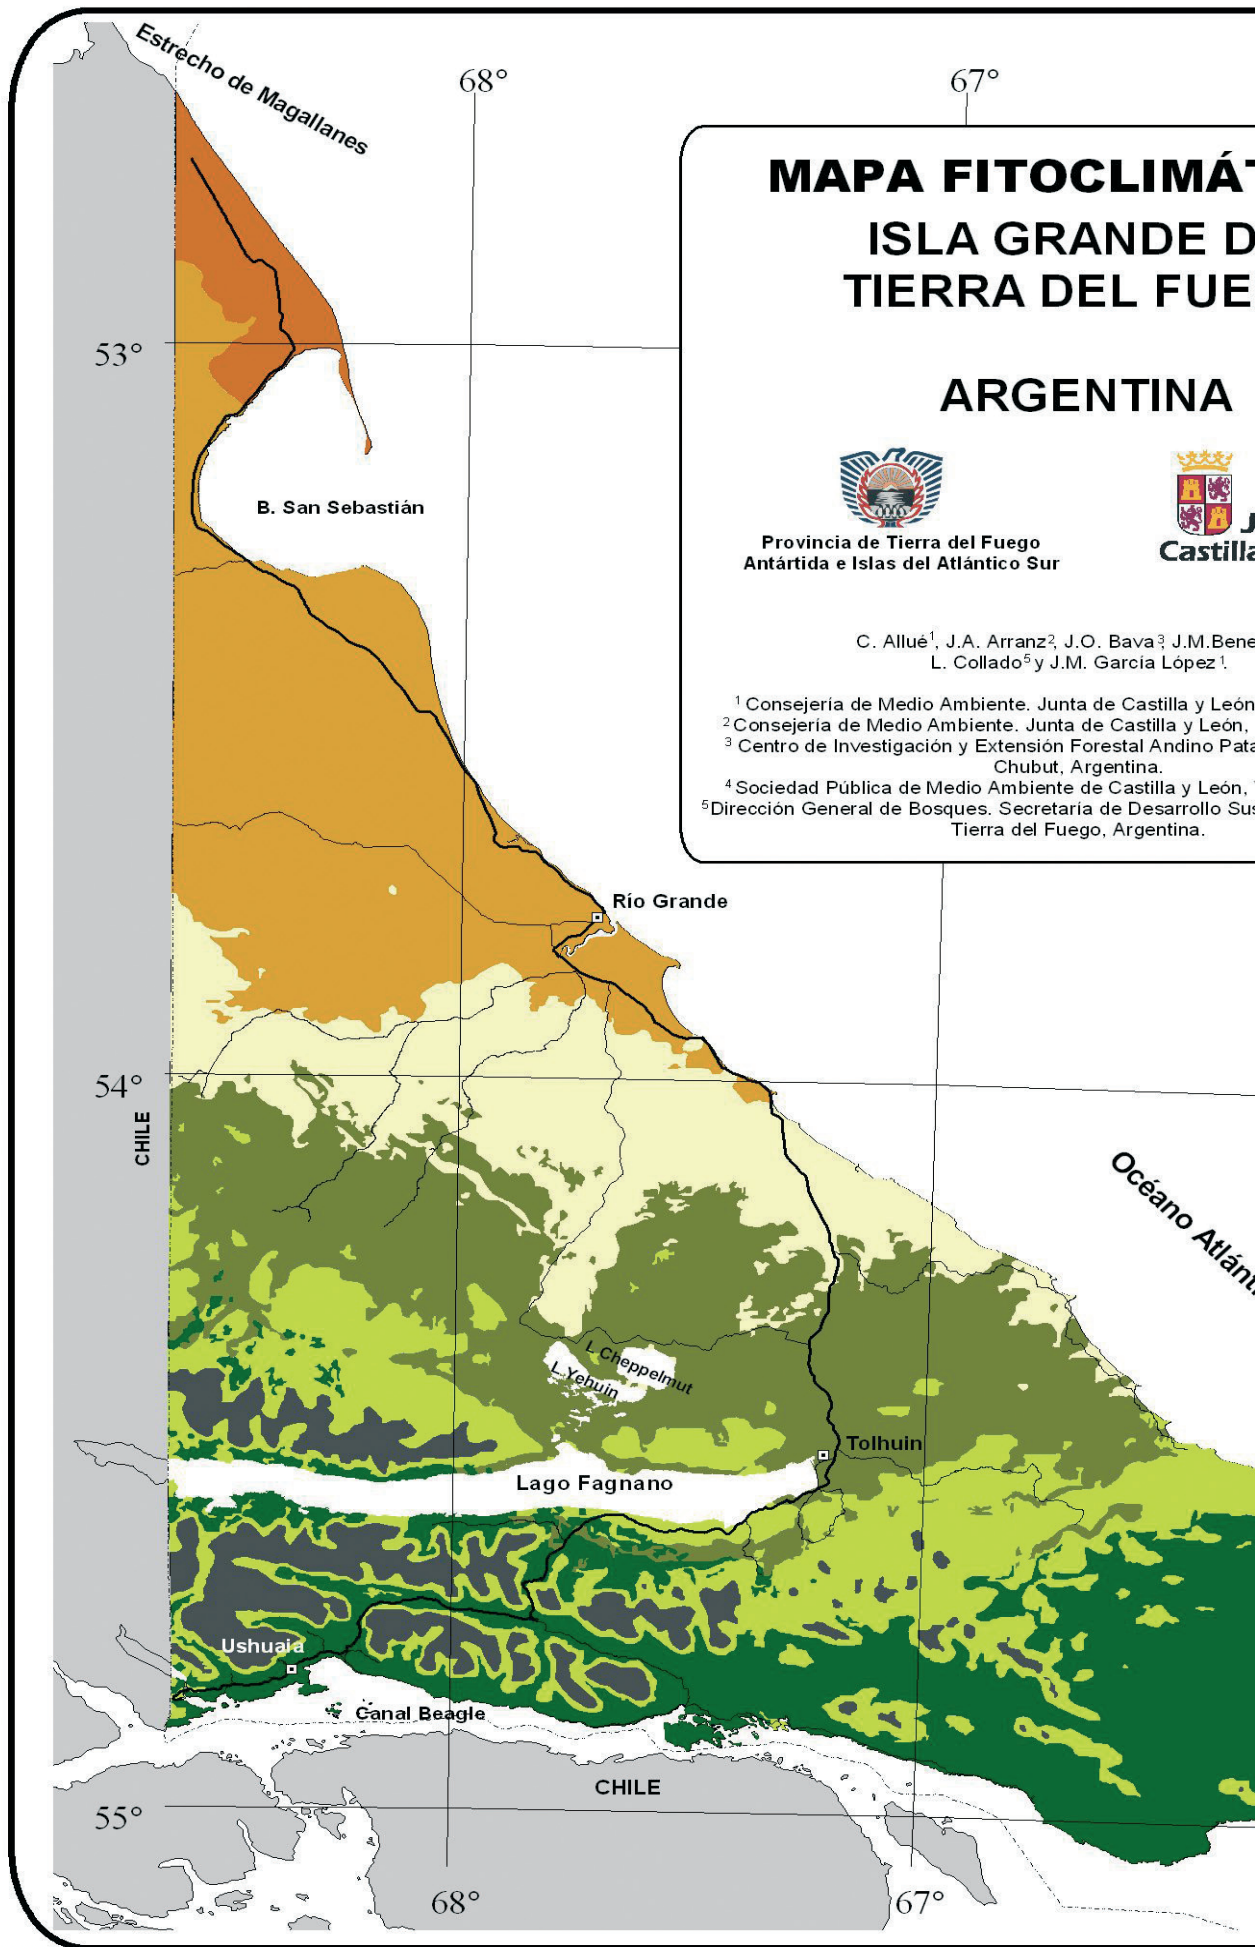 Estrecho de Magallanes
68°
67°
MAPA FITOCLIMÁT
ISLA GRANDE D
TIERRA DEL FUE
ARGENTINA
53°
B. San Sebastián
Provincia de Tierra del Fuego
Antártida e Islas del Atlántico Sur
J
Castilla
C. Allué¹, J.A. Arranz², J.O. Bava³, J.M.Bene
L. Collado⁵ y J.M. García López¹.
¹ Consejería de Medio Ambiente. Junta de Castilla y León
² Consejería de Medio Ambiente. Junta de Castilla y León,
³ Centro de Investigación y Extensión Forestal Andino Pata
Chubut, Argentina.
⁴ Sociedad Pública de Medio Ambiente de Castilla y León,
⁵Dirección General de Bosques. Secretaría de Desarrollo Sus
Tierra del Fuego, Argentina.
Río Grande
54°
CHILE
Océano Atlánti
L.Cheppelmut
L.Yehuin
Tolhuin
Lago Fagnano
Ushuaia
Canal Beagle
CHILE
55°
68°
67°